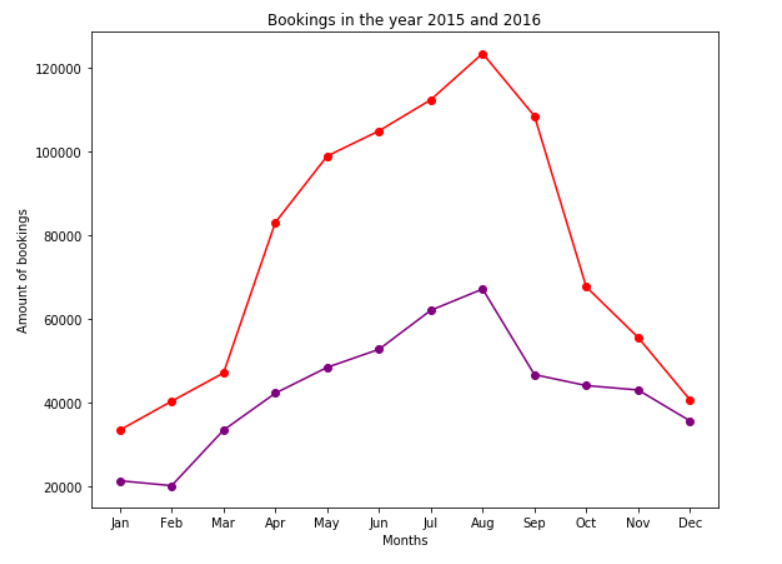 Bookings in the year 2015 and 2016
Amount of bookings
120000
100000
80000
60000
40000
20000
Jan Feb Mar Apr May Jun Jul Aug Sep Oct Nov Dec
Months